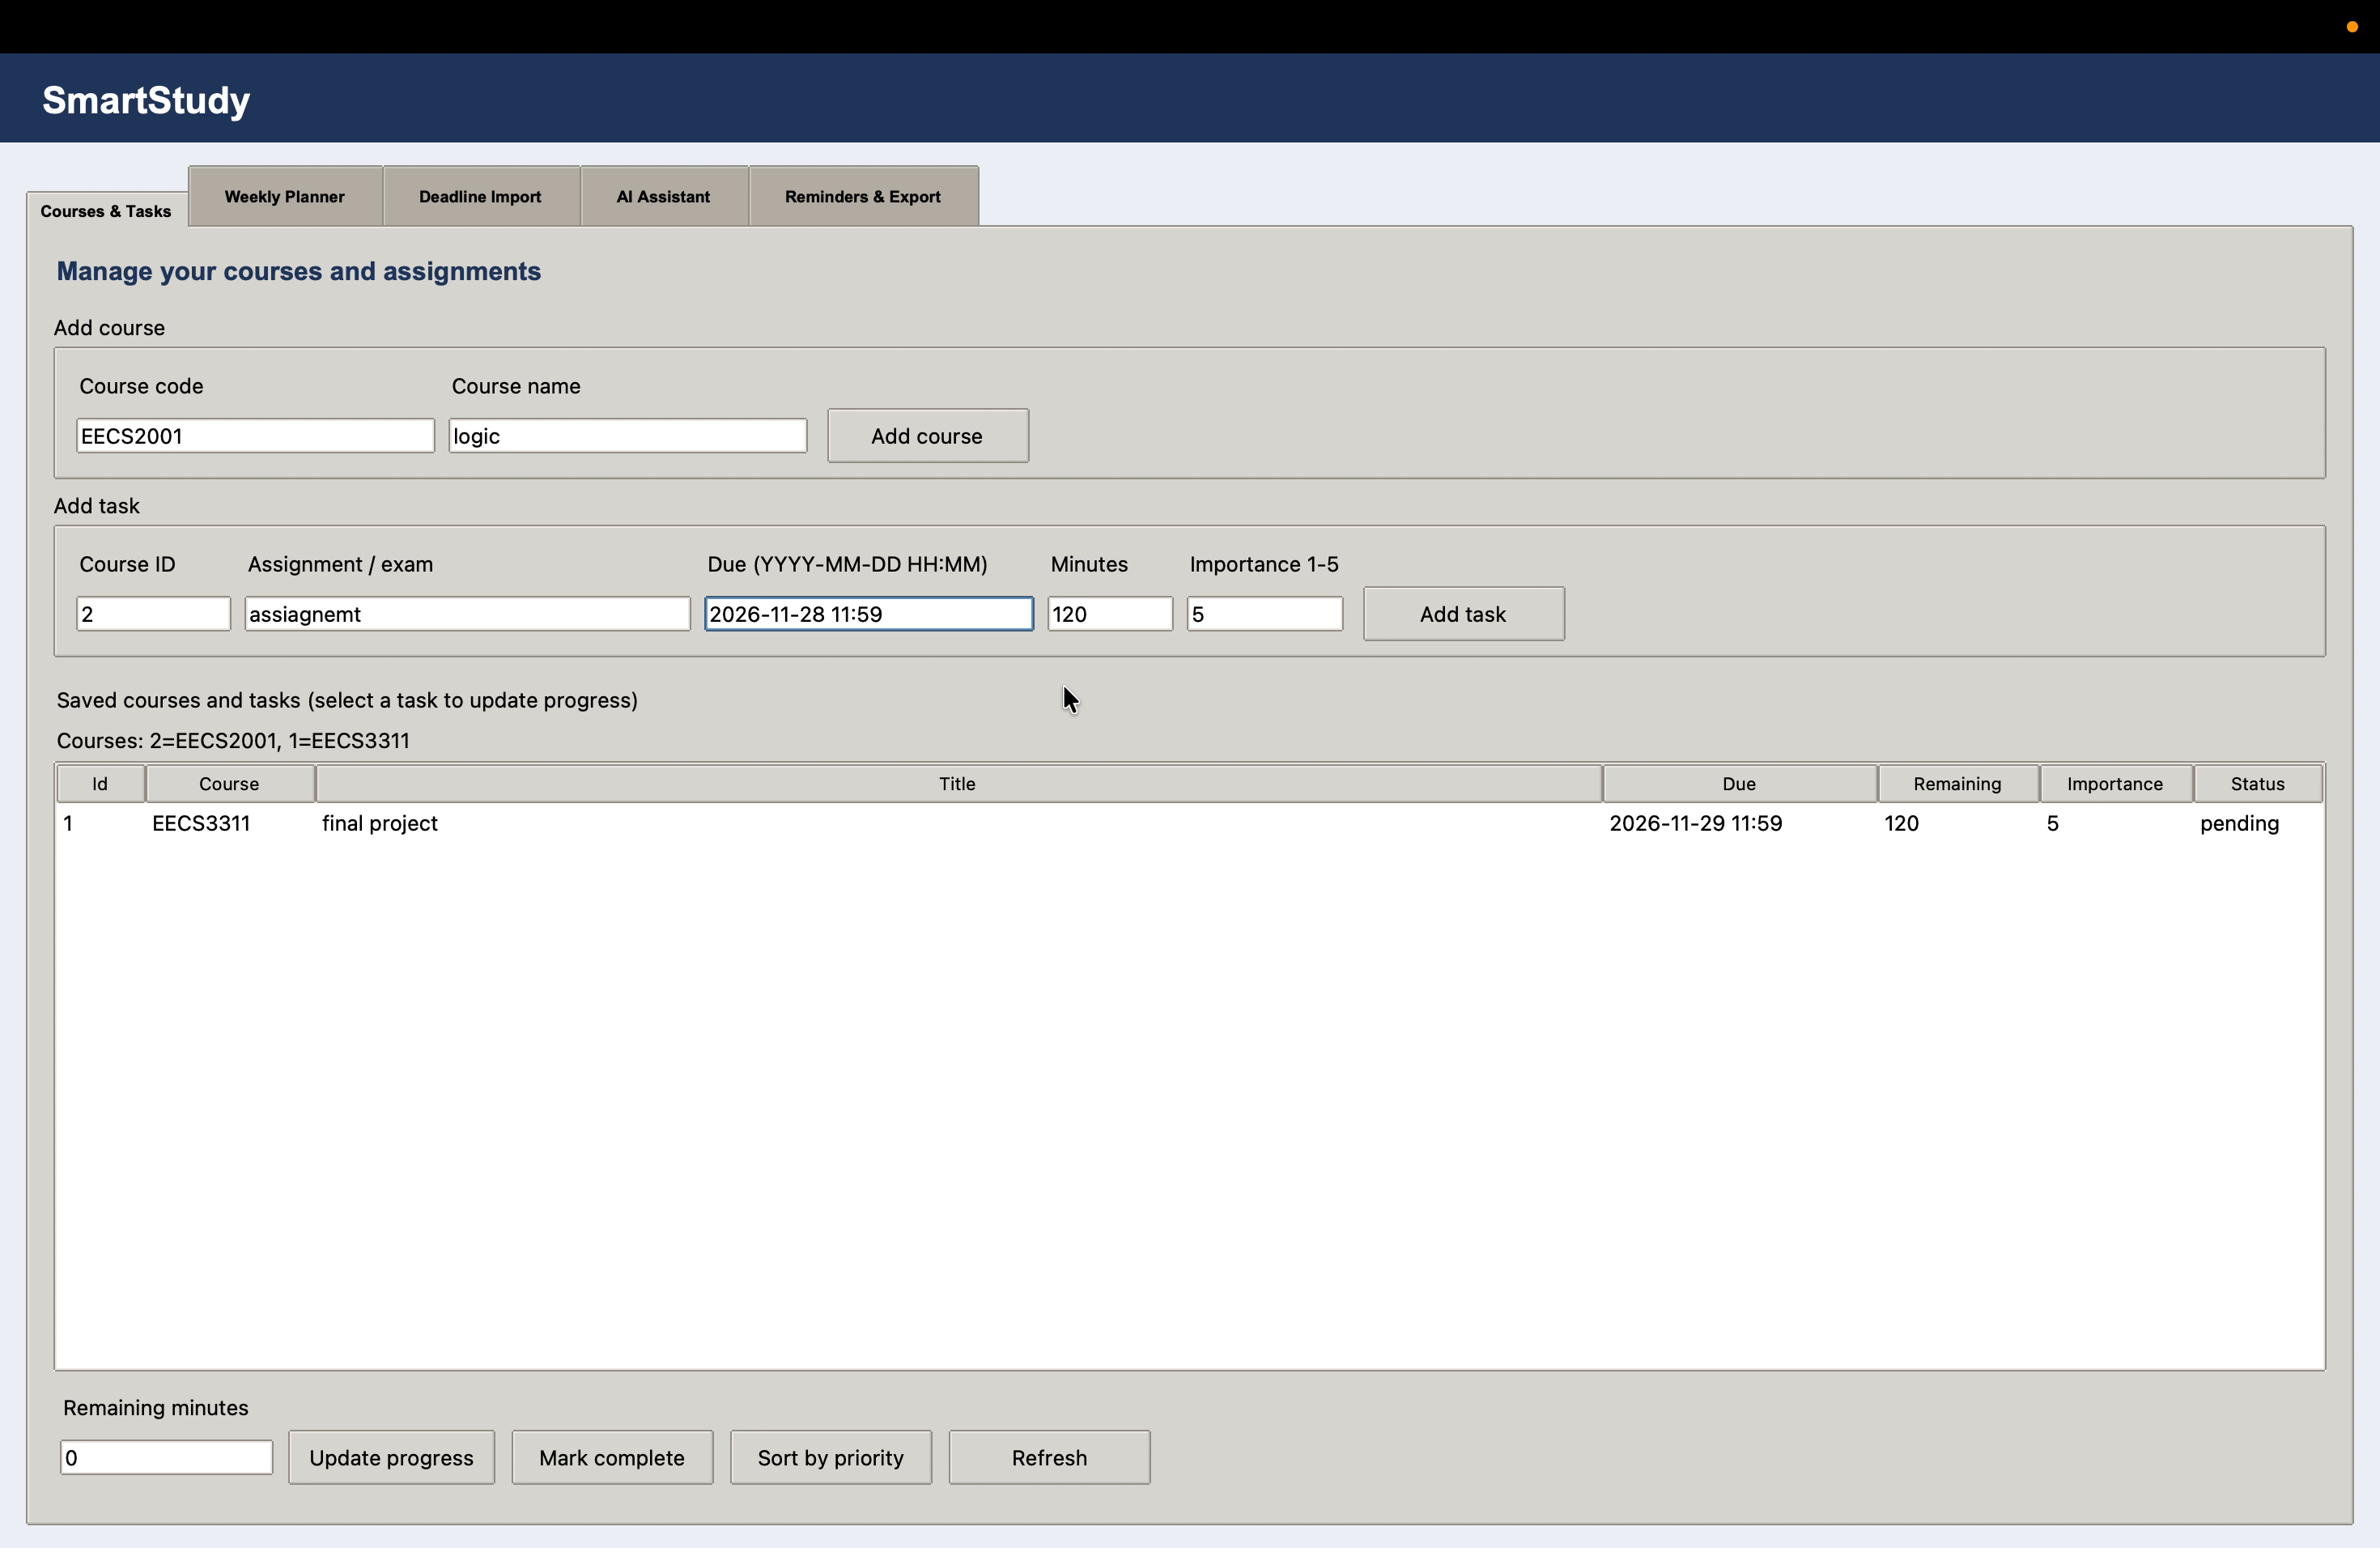 SmartStudy
Courses & Tasks Weekly Planner Deadline Import AI Assistant Reminders & Export
Manage your courses and assignments
Add course
Course code Course name
EECS2001 logic Add course
Add task
Course ID Assignment / exam Due (YYYY-MM-DD HH:MM) Minutes Importance 1-5
2 assiagnemt 2026-11-28 11:59 120 5 Add task
Saved courses and tasks (select a task to update progress)
Courses: 2=EECS2001, 1=EECS3311
Id Course Title Due Remaining Importance Status
1 EECS3311 final project 2026-11-29 11:59 120 5 pending
Remaining minutes
0 Update progress Mark complete Sort by priority Refresh